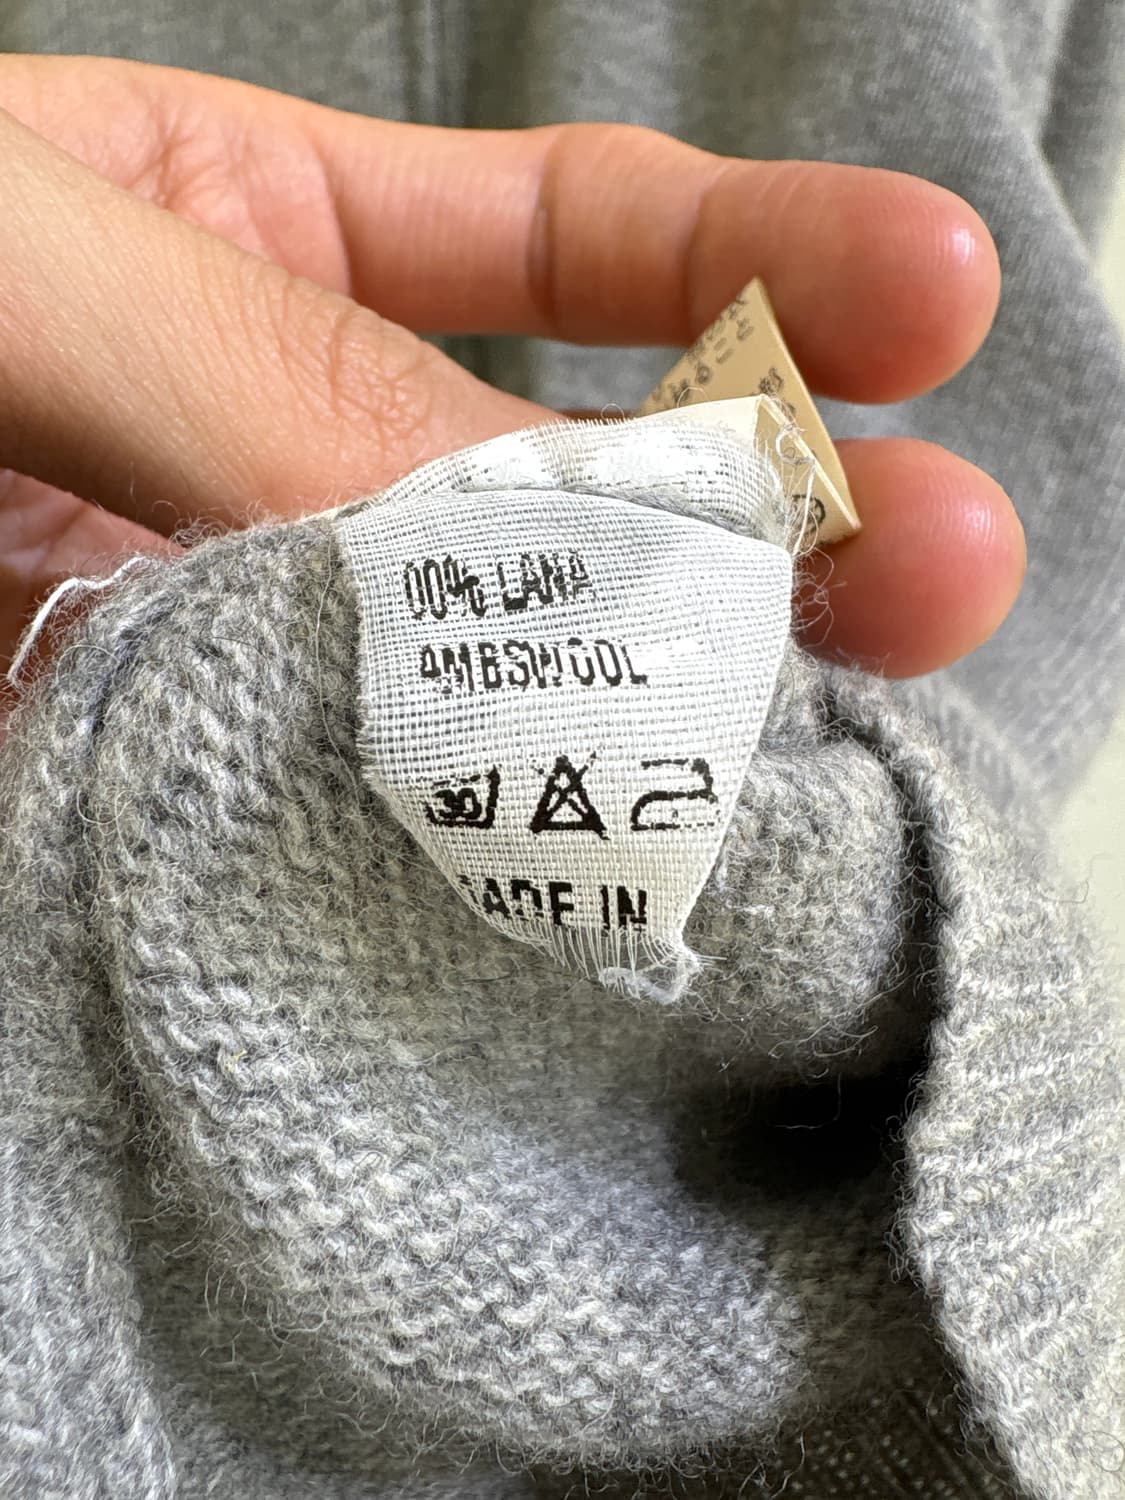 00% LANA
AMBSWOOL
30
ADE IN